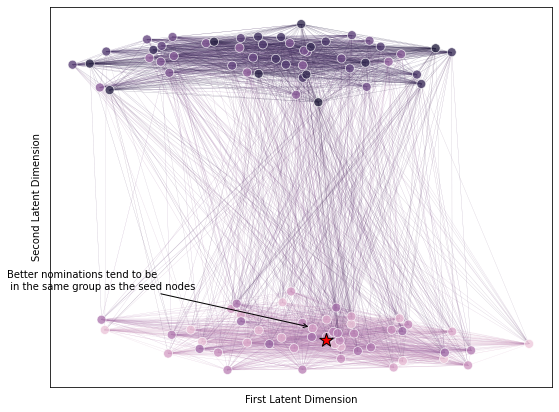 Second Latent Dimension
Better nominations tend to be
in the same group as the seed nodes
First Latent Dimension